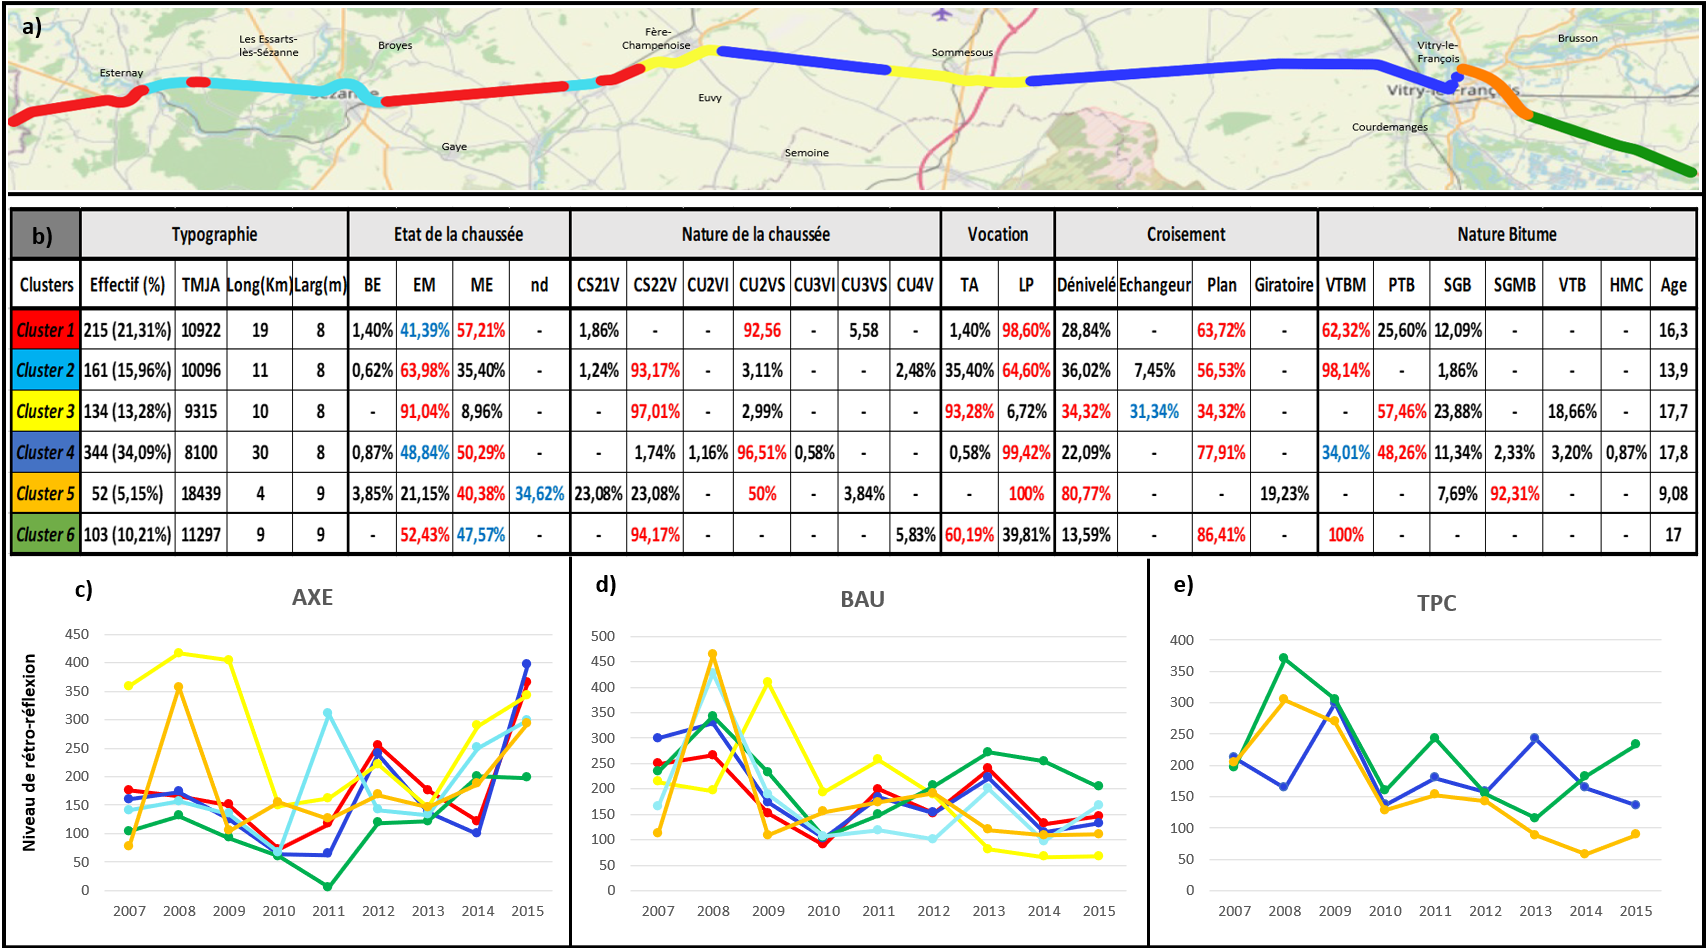 a)
Les Essarts-
lès-Sézanne
Broyes
Fère-
Champenoise
Sommesous
Vitry-le-
François
Brusson
Esternay
Sézanne
Euvy
Vitry-le-François
Gaye
Semoine
Courdemanges
b) Typographie Etat de la chaussée Nature de la chaussée Vocation Croisement Nature Bitume
Clusters Effectif (%) TMJA Long(Km) Larg(m) BE EM ME nd CS21V CS22V CU2VI CU2VS CU3VI CU3VS CU4V TA LP Dénivelé Echangeur Plan Giratoire VTBM PTB SGB SGMB VTB HMC Age
Cluster 1 215 (21,31%) 10922 19 8 1,40% 41,39% 57,21% - 1,86% - - 92,56 - 5,58 - 1,40% 98,60% 28,84% - 63,72% - 62,32% 25,60% 12,09% - - - 16,3
Cluster 2 161 (15,96%) 10096 11 8 0,62% 63,98% 35,40% - 1,24% 93,17% - 3,11% - - 2,48% 35,40% 64,60% 36,02% 7,45% 56,53% - 98,14% - 1,86% - - - 13,9
Cluster 3 134 (13,28%) 9315 10 8 - 91,04% 8,96% - - 97,01% - 2,99% - - - 93,28% 6,72% 34,32% 31,34% 34,32% - - 57,46% 23,88% - 18,66% - 17,7
Cluster 4 344 (34,09%) 8100 30 8 0,87% 48,84% 50,29% - - 1,74% 1,16% 96,51% 0,58% - - 0,58% 99,42% 22,09% - 77,91% - 34,01% 48,26% 11,34% 2,33% 3,20% 0,87% 17,8
Cluster 5 52 (5,15%) 18439 4 9 3,85% 21,15% 40,38% 34,62% 23,08% 23,08% - 50% - 3,84% - - 100% 80,77% - - 19,23% - - 7,69% 92,31% - - 9,08
Cluster 6 103 (10,21%) 11297 9 9 - 52,43% 47,57% - - 94,17% - - - - 5,83% 60,19% 39,81% 13,59% - 86,41% - 100% - - - - - 17
c)
AXE
Niveau de rétro-réflexion
450
400
350
300
250
200
150
100
50
0
2007 2008 2009 2010 2011 2012 2013 2014 2015
d)
BAU
500
450
400
350
300
250
200
150
100
50
0
2007 2008 2009 2010 2011 2012 2013 2014 2015
e)
TPC
400
350
300
250
200
150
100
50
0
2007 2008 2009 2010 2011 2012 2013 2014 2015